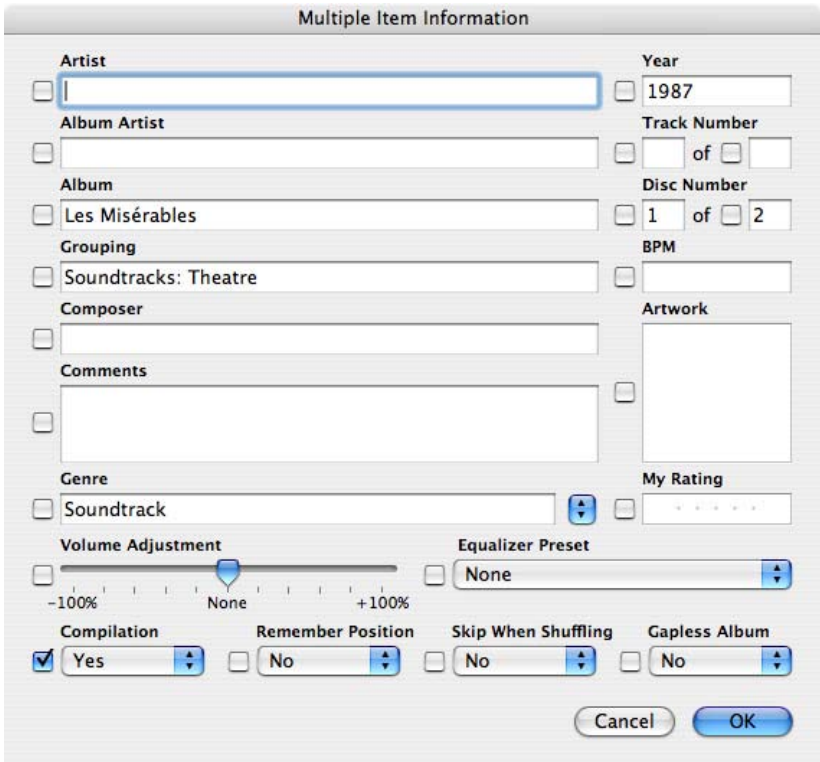 Multiple Item Information
Artist
Year
1987
Album Artist
Track Number
of
Album
Disc Number
Les Misérables
1 of 2
Grouping
BPM
Soundtracks: Theatre
Composer
Artwork
Comments
Genre
My Rating
Soundtrack
Volume Adjustment
Equalizer Preset
None
-100% None +100%
Compilation Remember Position Skip When Shuffling Gapless Album
Yes No No No
Cancel OK